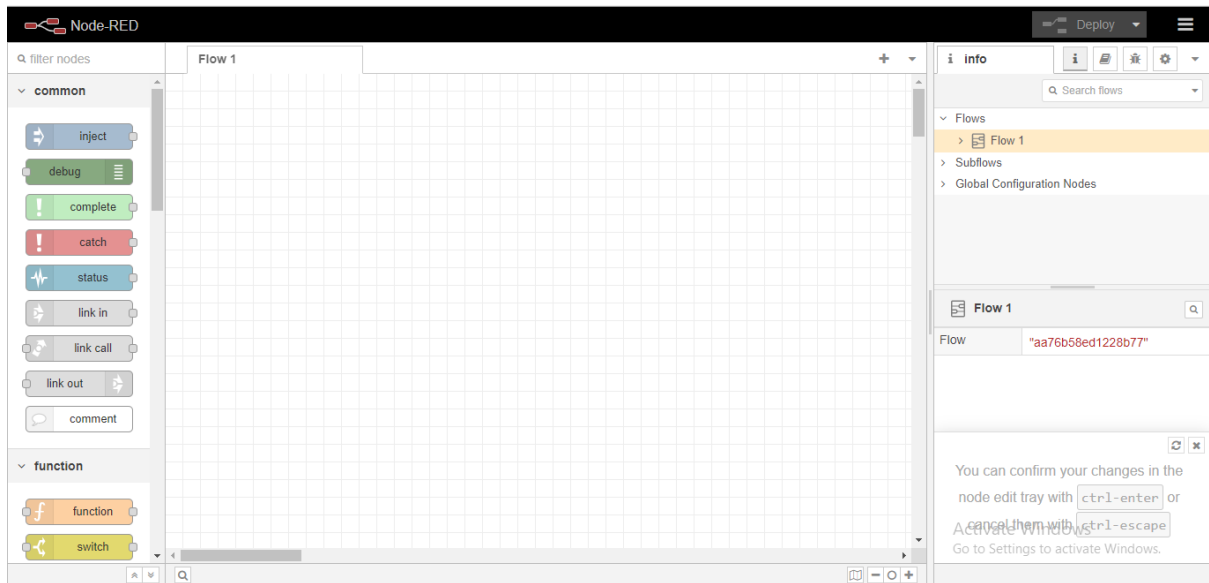 Node-RED
Deploy
filter nodes
Flow 1
i info
i
Search flows
common
inject
debug
complete
catch
status
link in
link call
link out
comment
function
function
switch
Flows
Flow 1
Subflows
Global Configuration Nodes
Flow 1
Flow "aa76b58ed1228b77"
You can confirm your changes in the
node edit tray with ctrl-enter or
cancel them with ctrl-escape
Activate Windows
Go to Settings to activate Windows.